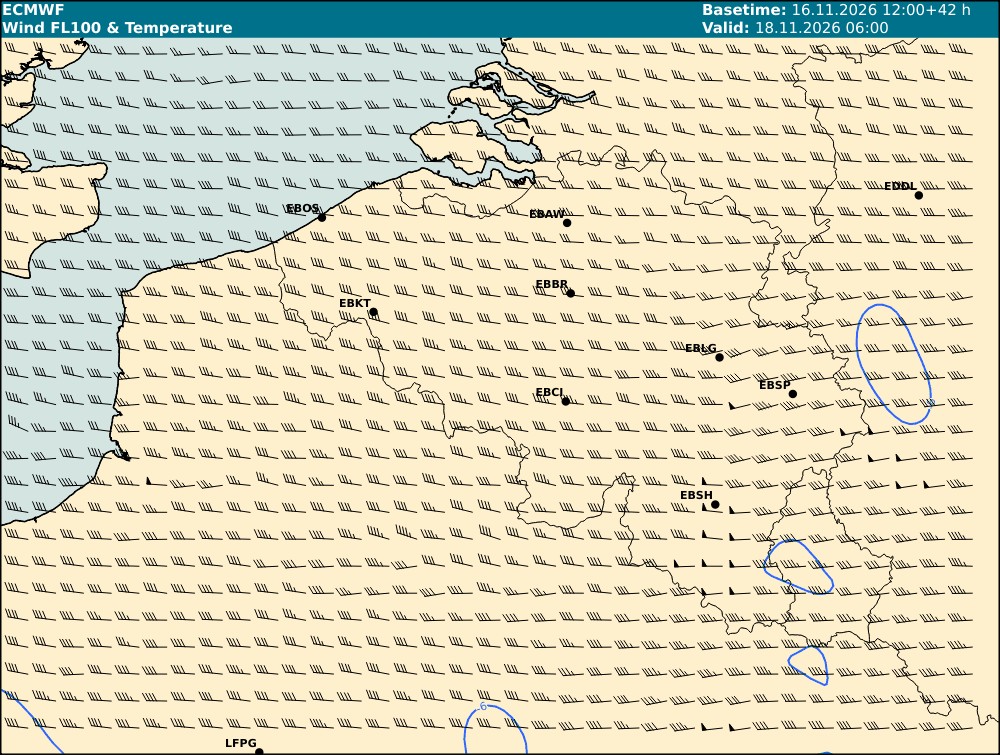 ECMWF
Wind FL100 & Temperature
Basetime: 16.11.2026 12:00+42 h
Valid: 18.11.2026 06:00
EDDL
EBOS
EBAW
EBBR
EBKT
EBLG
EBSP
EBCI
EBSH
-6
LFPG